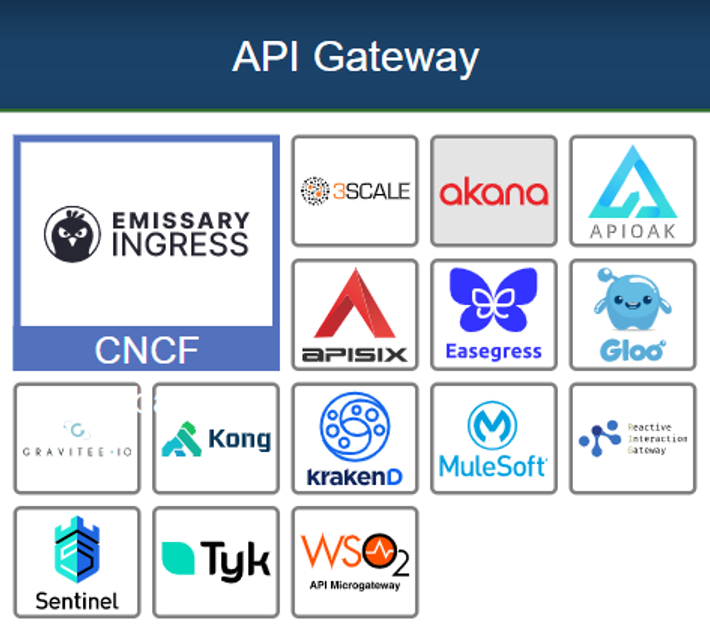 API Gateway
EMISSARY
INGRESS
CNCF
3SCALE
akana
APIOAK
APISIX
Easegress
Gloo
GRAVITEE·IO
Kong
krakenD
MuleSoft
Reactive
Interaction
Gateway
Sentinel
Tyk
WSO2
API Microgateway